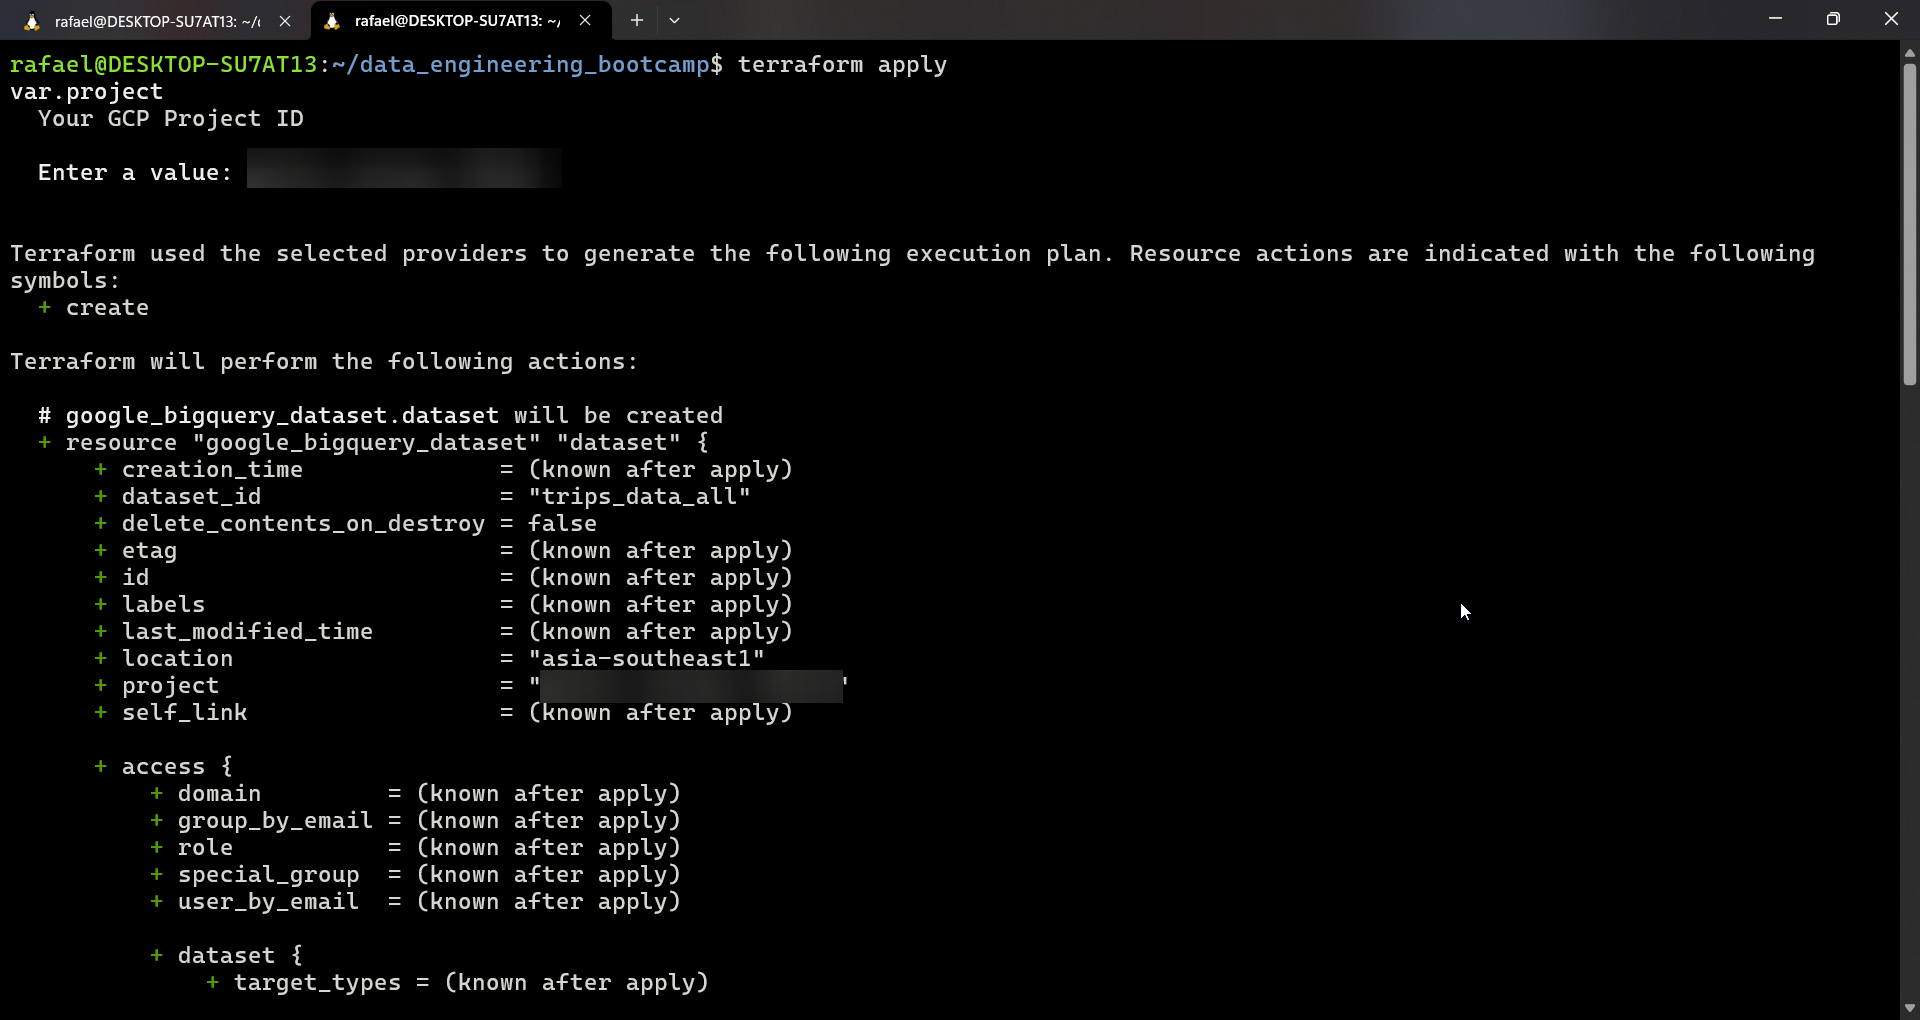 rafael@DESKTOP-SU7AT13: ~/
rafael@DESKTOP-SU7AT13: ~/
rafael@DESKTOP-SU7AT13:~/data_engineering_bootcamp$ terraform apply
var.project
  Your GCP Project ID
  Enter a value:
Terraform used the selected providers to generate the following execution plan. Resource actions are indicated with the following
symbols:
  + create
Terraform will perform the following actions:
  # google_bigquery_dataset.dataset will be created
  + resource "google_bigquery_dataset" "dataset" {
      + creation_time              = (known after apply)
      + dataset_id                 = "trips_data_all"
      + delete_contents_on_destroy = false
      + etag                       = (known after apply)
      + id                         = (known after apply)
      + labels                     = (known after apply)
      + last_modified_time         = (known after apply)
      + location                   = "asia-southeast1"
      + project                    = "
      + self_link                  = (known after apply)
      + access {
          + domain         = (known after apply)
          + group_by_email = (known after apply)
          + role           = (known after apply)
          + special_group  = (known after apply)
          + user_by_email  = (known after apply)
          + dataset {
              + target_types = (known after apply)